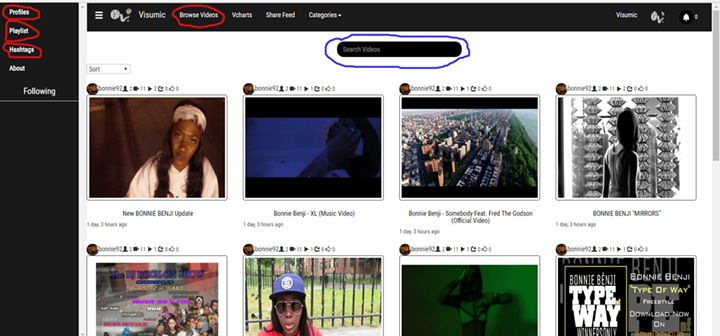 Profiles
Playlist
Hashtags
About
Following
Visumic
Browse Videos
Vcharts
Share Feed
Categories
Visumic
0
Search Videos
Sort
bonnie92 2 11 2 0 0
bonnie92 2 11 1 0 0
bonnie92 2 11 2 0 0
bonnie92 2 11 1 0 0
New BONNIE BENJI Update
1 day, 3 hours ago
Bonnie Benji - XL (Music Video)
1 day, 3 hours ago
Bonnie Benji - Somebody Feat. Fred The Godson
(Official Video)
1 day, 3 hours ago
BONNIE BENJI "MIRRORS"
1 day, 3 hours ago
bonnie92 2 11 1 0 0
bonnie92 2 11 1 0 0
bonnie92 2 11 1 0 0
bonnie92 2 11 1 0 0
The DJ ROCK ON SHOW
BONNIE BENJI
TYPE
WAY
BONNIE BENJI
"TYPE OF WAY"
FREESTYLE
DOWNLOAD NOW
ON